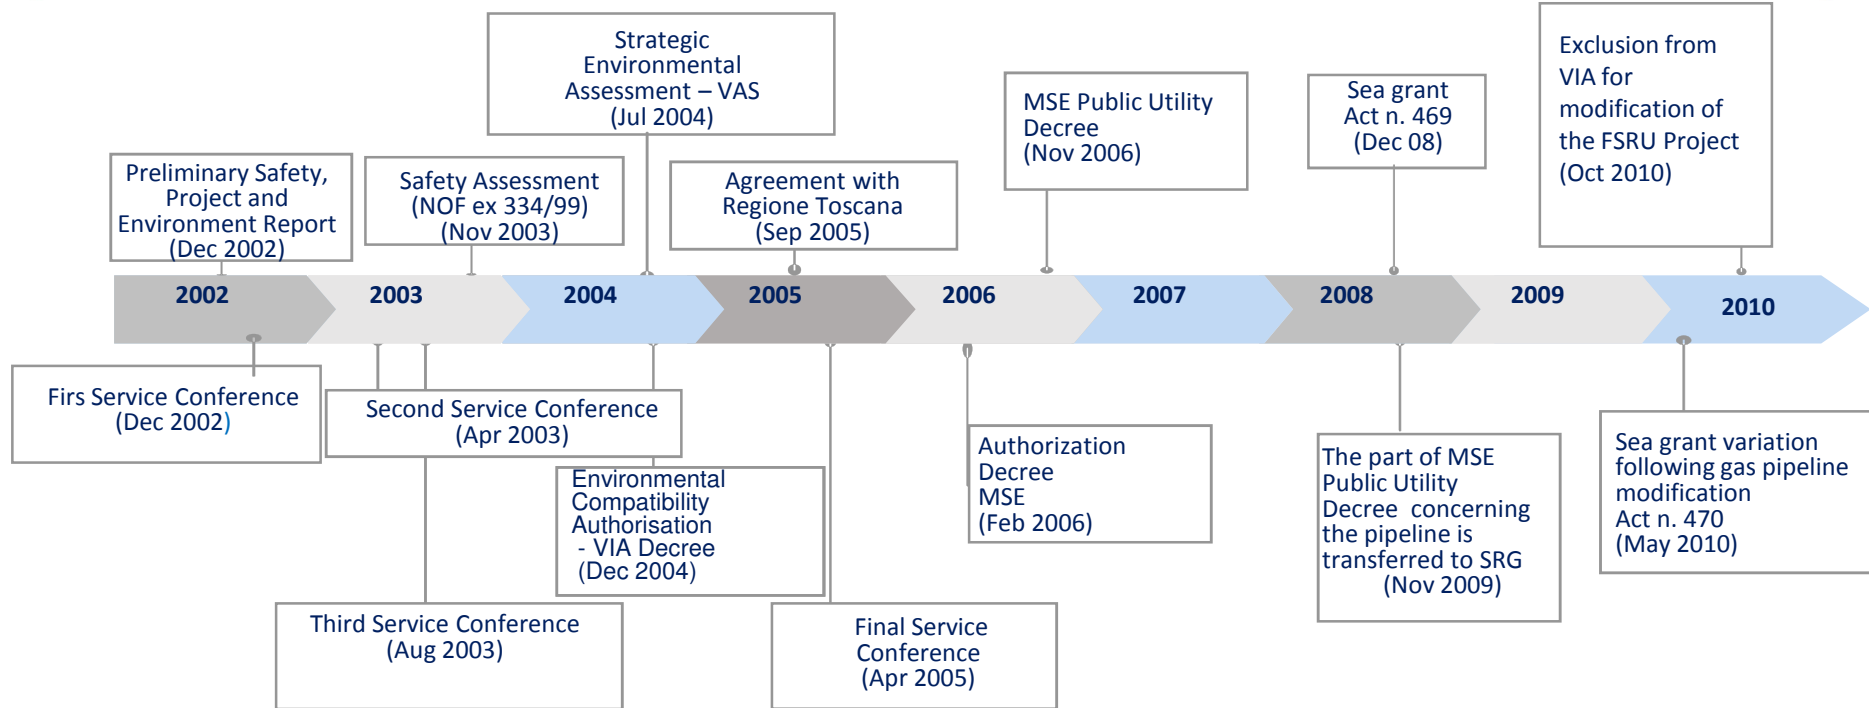 Strategic
Environmental
Assessment – VAS
(Jul 2004)
Exclusion from
VIA for
modification of
the FSRU Project
(Oct 2010)
MSE Public Utility
Decree
(Nov 2006)
Sea grant
Act n. 469
(Dec 08)
Preliminary Safety,
Project and
Environment Report
(Dec 2002)
Safety Assessment
(NOF ex 334/99)
(Nov 2003)
Agreement with
Regione Toscana
(Sep 2005)
2002
2003
2004
2005
2006
2007
2008
2009
2010
Firs Service Conference
(Dec 2002)
Second Service Conference
(Apr 2003)
Environmental
Compatibility
Authorisation
- VIA Decree
(Dec 2004)
Authorization
Decree
MSE
(Feb 2006)
The part of MSE
Public Utility
Decree concerning
the pipeline is
transferred to SRG
(Nov 2009)
Sea grant variation
following gas pipeline
modification
Act n. 470
(May 2010)
Third Service Conference
(Aug 2003)
Final Service
Conference
(Apr 2005)